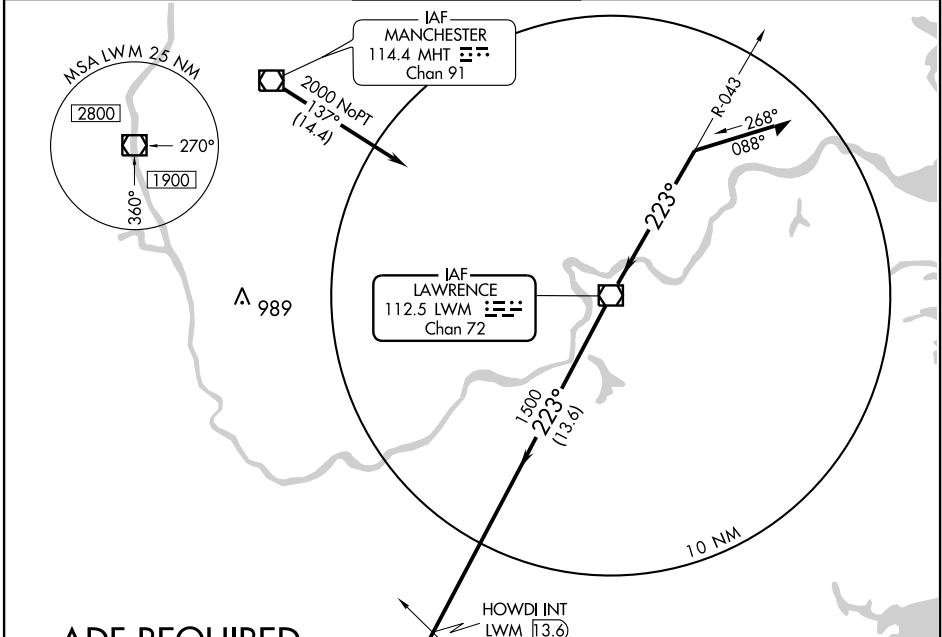 MSA LWM 25 NM
2800
270°
1900
360°
IAF
MANCHESTER
114.4 MHT
Chan 91
2000 NoPT
137°
(14.4)
R-043
268°
088°
223°
989
IAF
LAWRENCE
112.5 LWM
Chan 72
1500
223°
(13.6)
10 NM
HOWDI INT
LWM 13.6
ADF REQUIRED